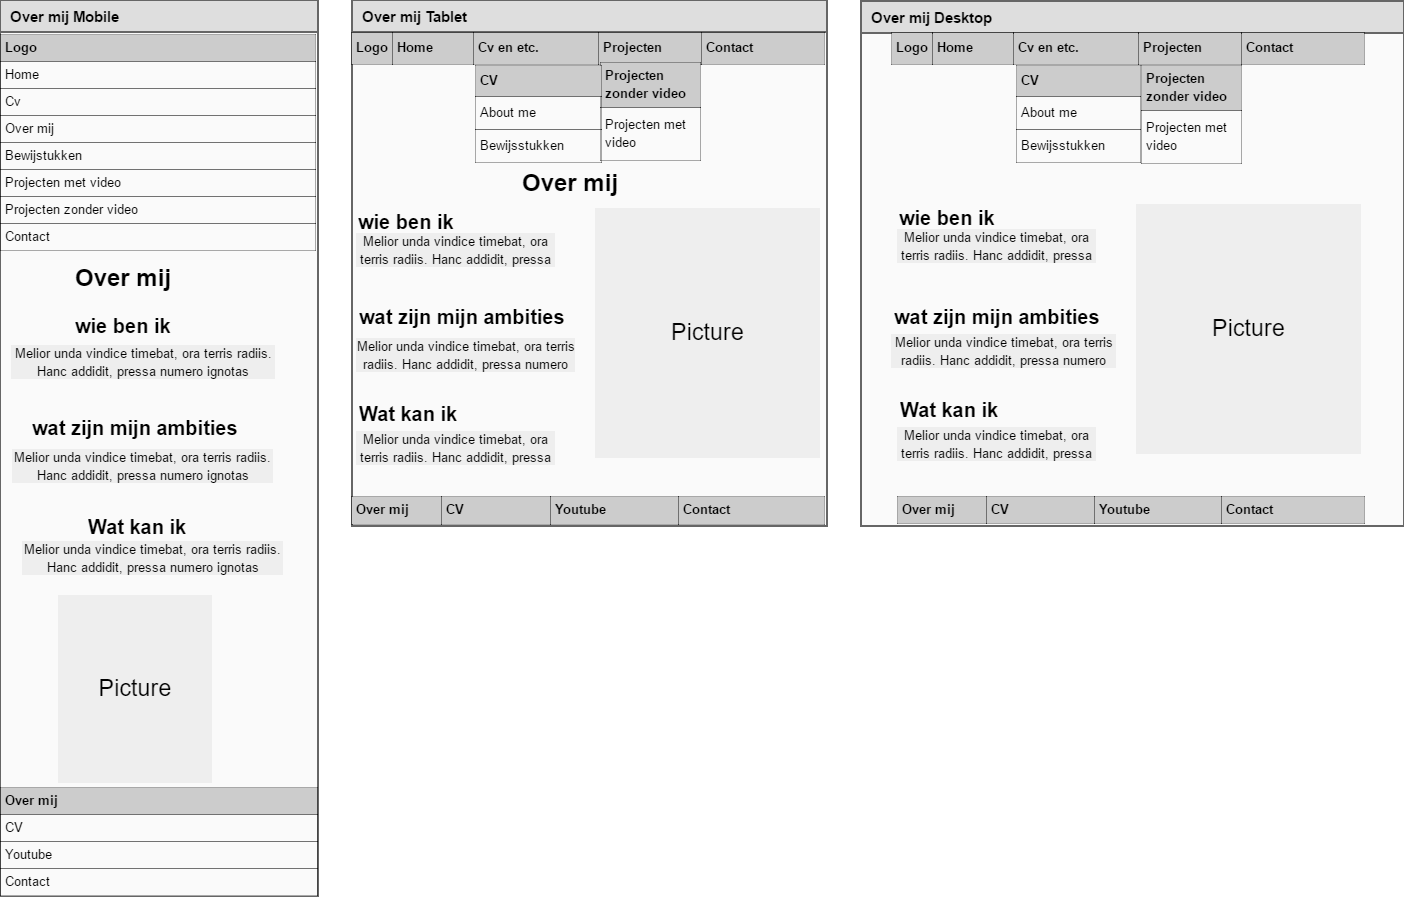 Over mij Mobile
Logo
Home
Cv
Over mij
Bewijstukken
Projecten met video
Projecten zonder video
Contact
Over mij
wie ben ik
Melior unda vindice timebat, ora terris radiis.
Hanc addidit, pressa numero ignotas
wat zijn mijn ambities
Melior unda vindice timebat, ora terris radiis.
Hanc addidit, pressa numero ignotas
Wat kan ik
Melior unda vindice timebat, ora terris radiis.
Hanc addidit, pressa numero ignotas
Picture
Over mij
CV
Youtube
Contact
Over mij Tablet
Logo Home Cv en etc. Projecten Contact
CV
About me
Bewijsstukken
Projecten
zonder video
Projecten met
video
Over mij
wie ben ik
Melior unda vindice timebat, ora
terris radiis. Hanc addidit, pressa
wat zijn mijn ambities
Melior unda vindice timebat, ora terris
radiis. Hanc addidit, pressa numero
Wat kan ik
Melior unda vindice timebat, ora
terris radiis. Hanc addidit, pressa
Picture
Over mij CV Youtube Contact
Over mij Desktop
Logo Home Cv en etc. Projecten Contact
CV
About me
Bewijsstukken
Projecten
zonder video
Projecten met
video
wie ben ik
Melior unda vindice timebat, ora
terris radiis. Hanc addidit, pressa
wat zijn mijn ambities
Melior unda vindice timebat, ora terris
radiis. Hanc addidit, pressa numero
Wat kan ik
Melior unda vindice timebat, ora
terris radiis. Hanc addidit, pressa
Picture
Over mij CV Youtube Contact